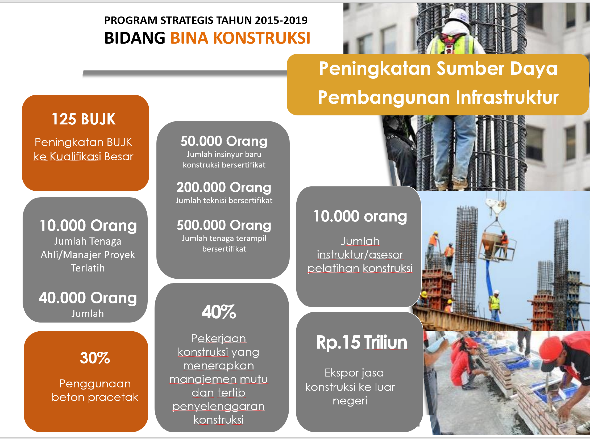 PROGRAM STRATEGIS TAHUN 2015-2019
BIDANG BINA KONSTRUKSI
Peningkatan Sumber Daya
Pembangunan Infrastruktur
125 BUJK
Peningkatan BUJK
ke Kualifikasi Besar
10.000 Orang
Jumlah Tenaga
Ahli/Manajer Proyek
Terlatih
40.000 Orang
Jumlah
30%
Penggunaan
beton pracetak
50.000 Orang
Jumlah insinyur baru
konstruksi bersertifikat
200.000 Orang
Jumlah teknisi bersertifikat
500.000 Orang
Jumlah tenaga terampil
bersertifikat
40%
Pekerjaan
konstruksi yang
menerapkan
manajemen mutu
dan tertib
penyelenggaran
konstruksi
10.000 orang
Jumlah
instruktur/asesor
pelatihan konstruksi
Rp.15 Triliun
Ekspor jasa
konstruksi ke luar
negeri